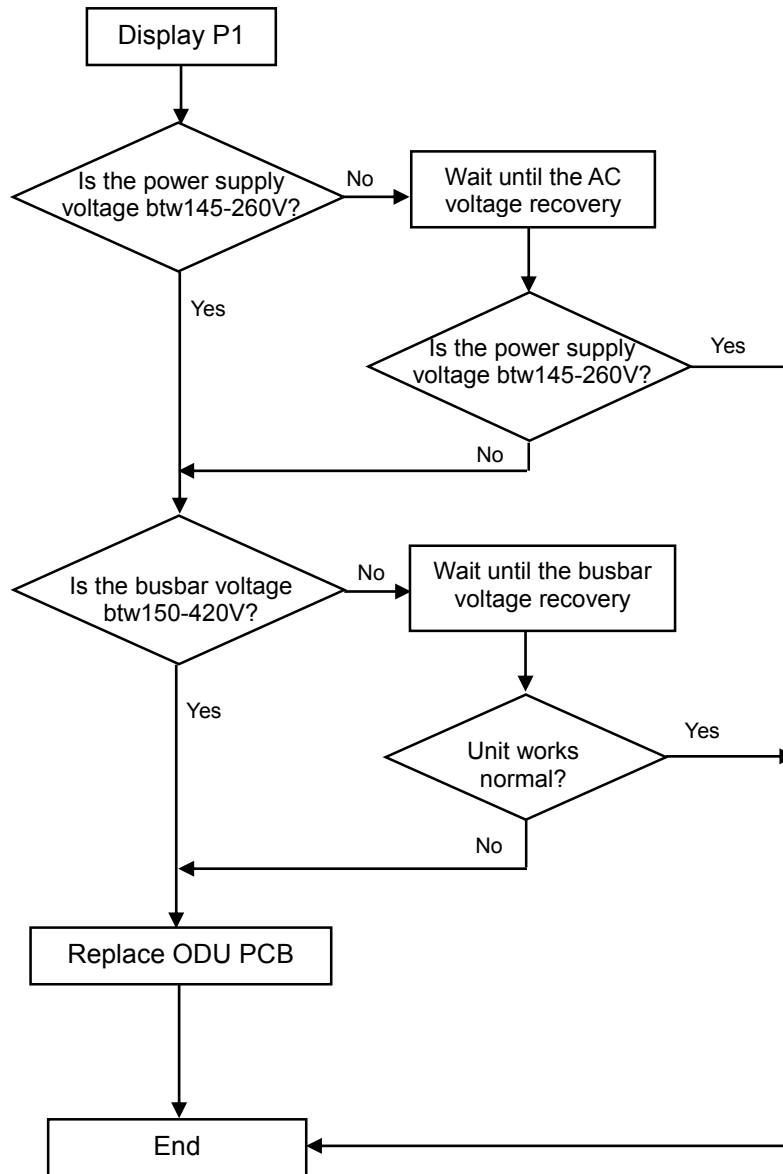 Display P1
Is the power supply
voltage btw145-260V?
No
Wait until the AC
voltage recovery
Yes
Is the power supply
voltage btw145-260V?
Yes
No
Is the busbar voltage
btw150-420V?
No
Wait until the busbar
voltage recovery
Yes
Unit works
normal?
Yes
No
Replace ODU PCB
End